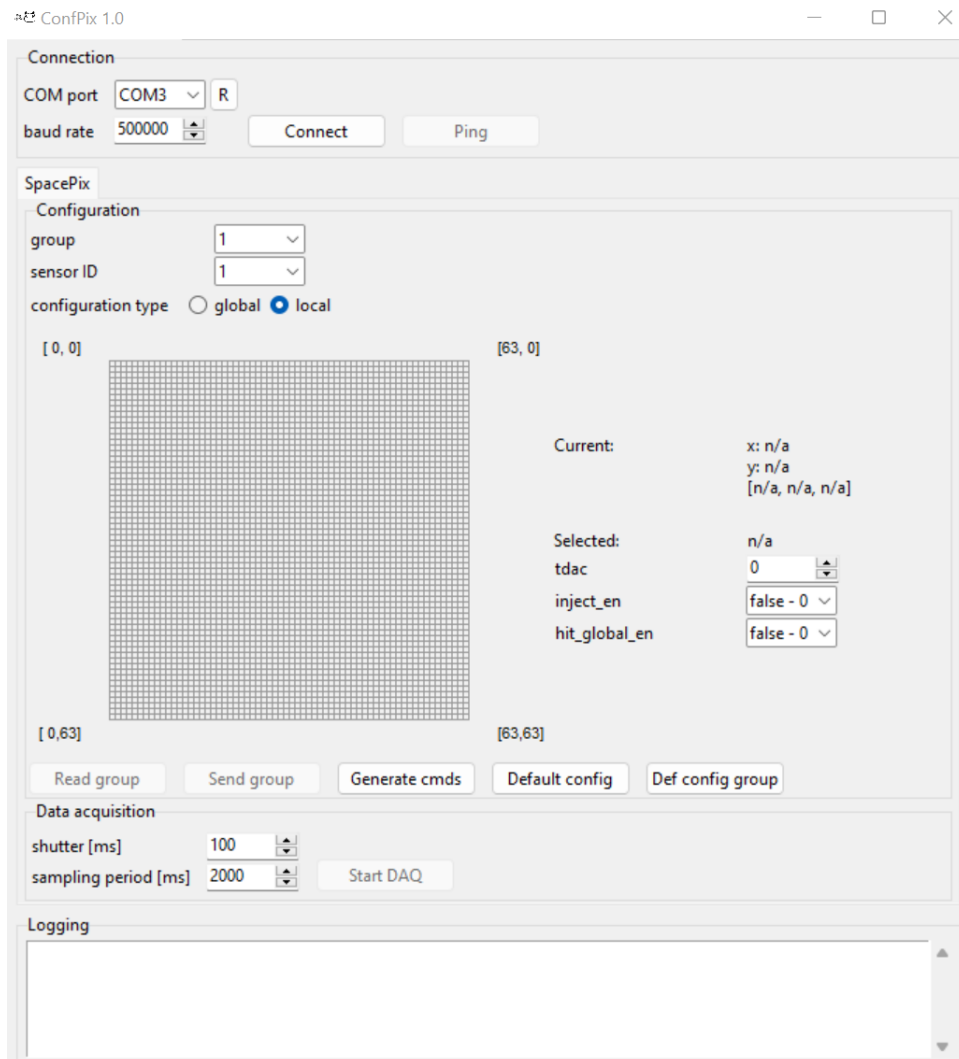 ConfPix 1.0
Connection
COM port COM3 R
baud rate 500000 Connect Ping
SpacePix
Configuration
group 1
sensor ID 1
configuration type global local
[ 0, 0] [63, 0]
Current: x: n/a
y: n/a
[n/a, n/a, n/a]
Selected: n/a
tdac 0
inject_en false - 0
hit_global_en false - 0
[ 0,63] [63,63]
Read group Send group Generate cmds Default config Def config group
Data acquisition
shutter [ms] 100
sampling period [ms] 2000 Start DAQ
Logging